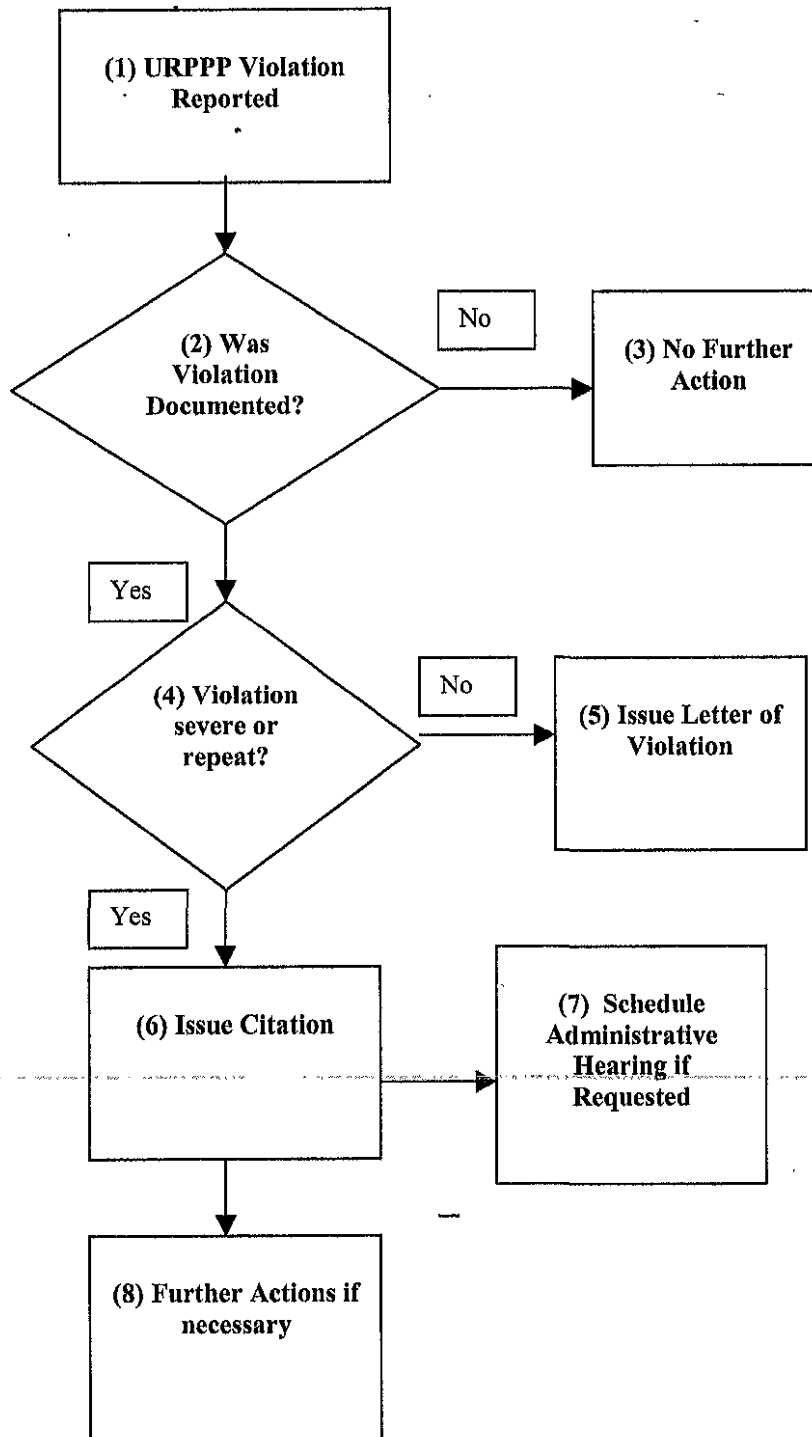 (1) URPPP Violation
Reported
(2) Was
Violation
Documented?
No
(3) No Further
Action
Yes
(4) Violation
severe or
repeat?
No
(5) Issue Letter of
Violation
Yes
(6) Issue Citation
(7) Schedule
Administrative
Hearing if
Requested
(8) Further Actions if
necessary